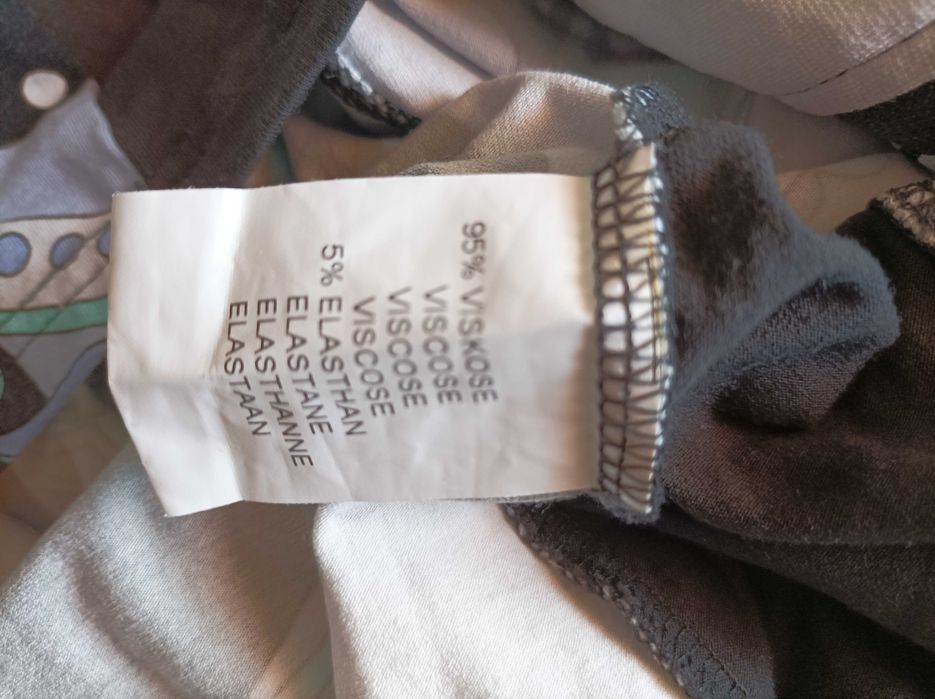 95% VISKOSE
VISCOSE
VISCOSE
VISCOSE
5% ELASTHAN
ELASTANE
ELASTHANNE
ELASTAAN